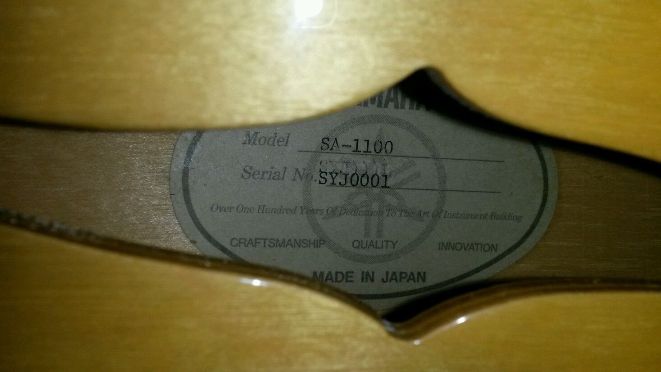 YAMAHA
Model SA-1100
Serial No. SYJ0001
Over One Hundred Years Of Dedication To The Art Of Instrument Building
CRAFTSMANSHIP QUALITY INNOVATION
MADE IN JAPAN